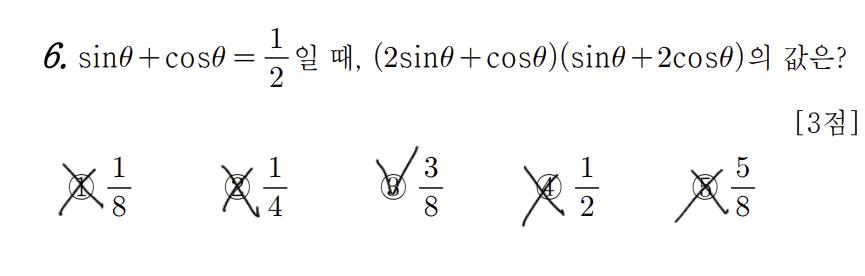 6. sinθ+cosθ=1/2일 때, (2sinθ+cosθ)(sinθ+2cosθ)의 값은?
[3점]
① 1/8 ② 1/4 ③ 3/8 ④ 1/2 ⑤ 5/8